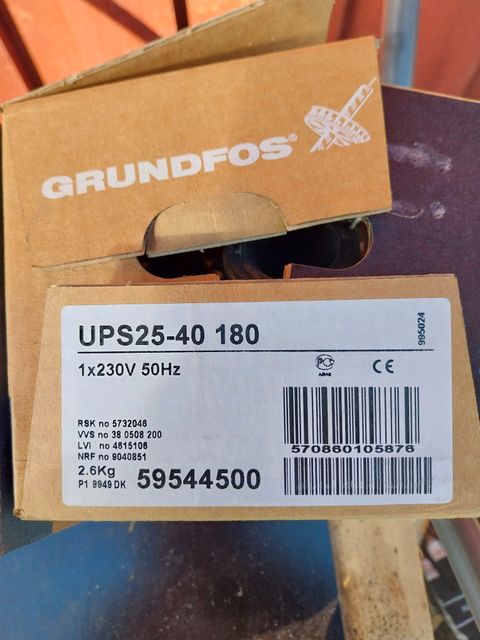 GRUNDFOS®
UPS25-40 180
995024
1x230V 50Hz
CE
RSK no 5732046
VVS no 38 0508 200
LVI no 4615106
NRF no 9040851
2.6Kg
P1 9949 DK
59544500
570860105876